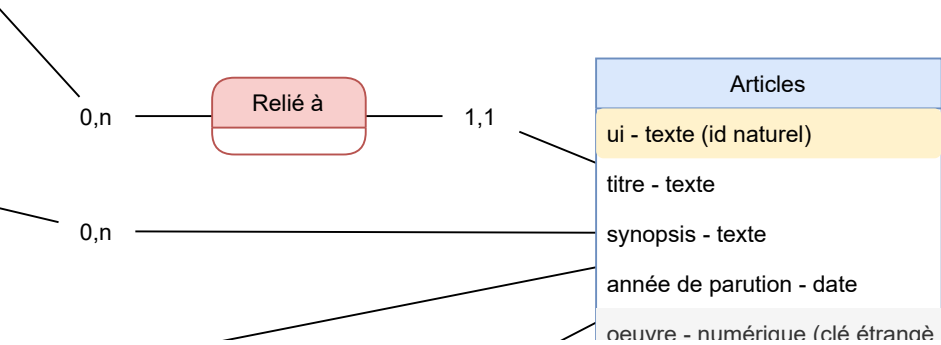 Articles
Relié à
0,n
1,1
ui - texte (id naturel)
titre - texte
0,n
synopsis - texte
année de parution - date
oeuvre - numérique (clé étrangè